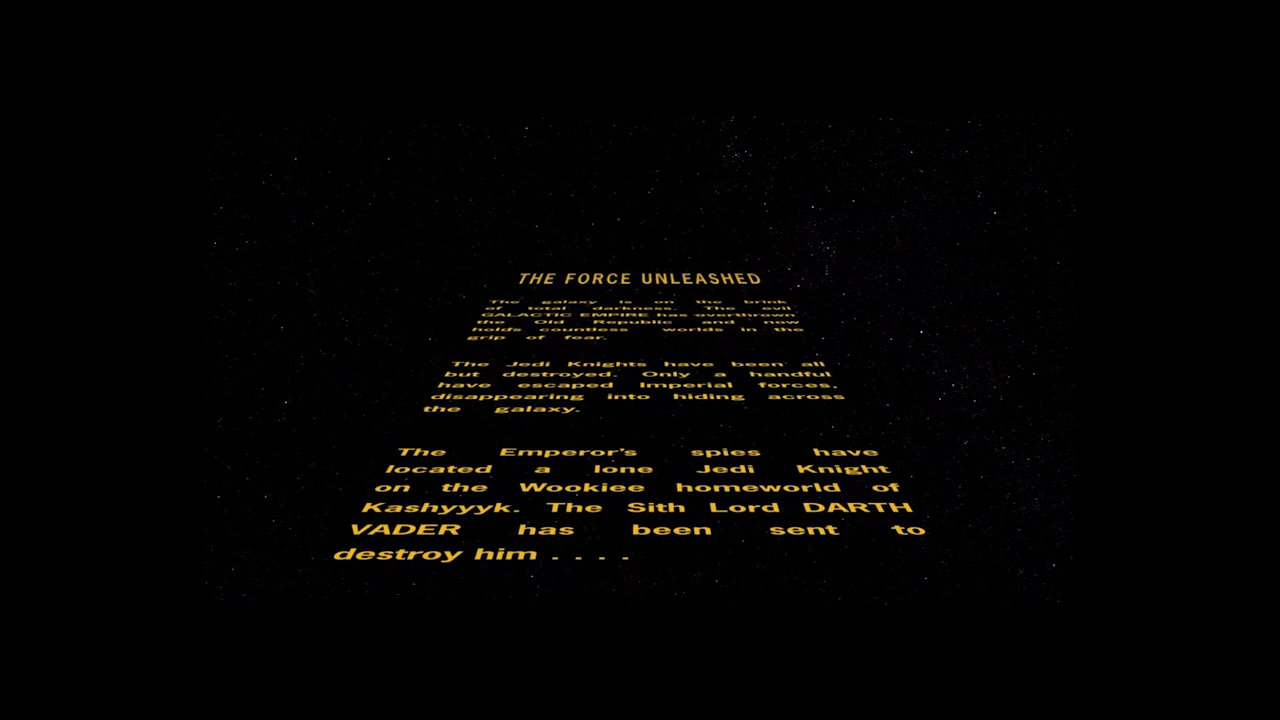 THE FORCE UNLEASHED
The galaxy is on the brink
of total darkness. The evil
GALACTIC EMPIRE has overthrown
the Old Republic and now
holds countless worlds in the
grip of fear.
The Jedi Knights have been all
but destroyed. Only a handful
have escaped Imperial forces,
disappearing into hiding across
the galaxy.
The Emperor's spies have
located a lone Jedi Knight
on the Wookiee homeworld of
Kashyyyk. The Sith Lord DARTH
VADER has been sent to
destroy him . . . .